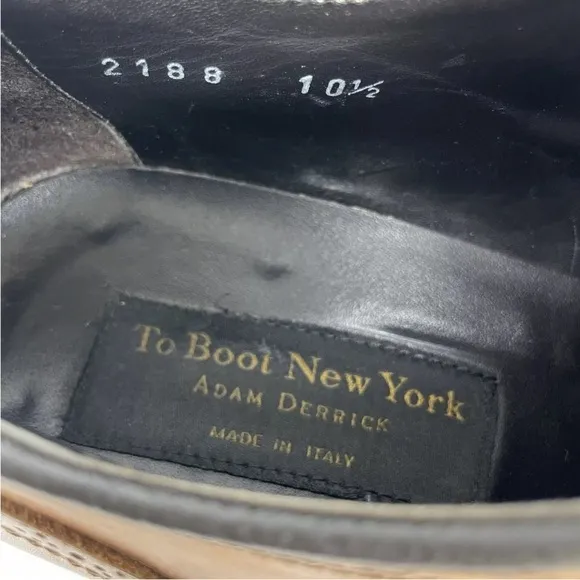 2188 10½
To Boot New York
ADAM DERRICK
MADE IN ITALY